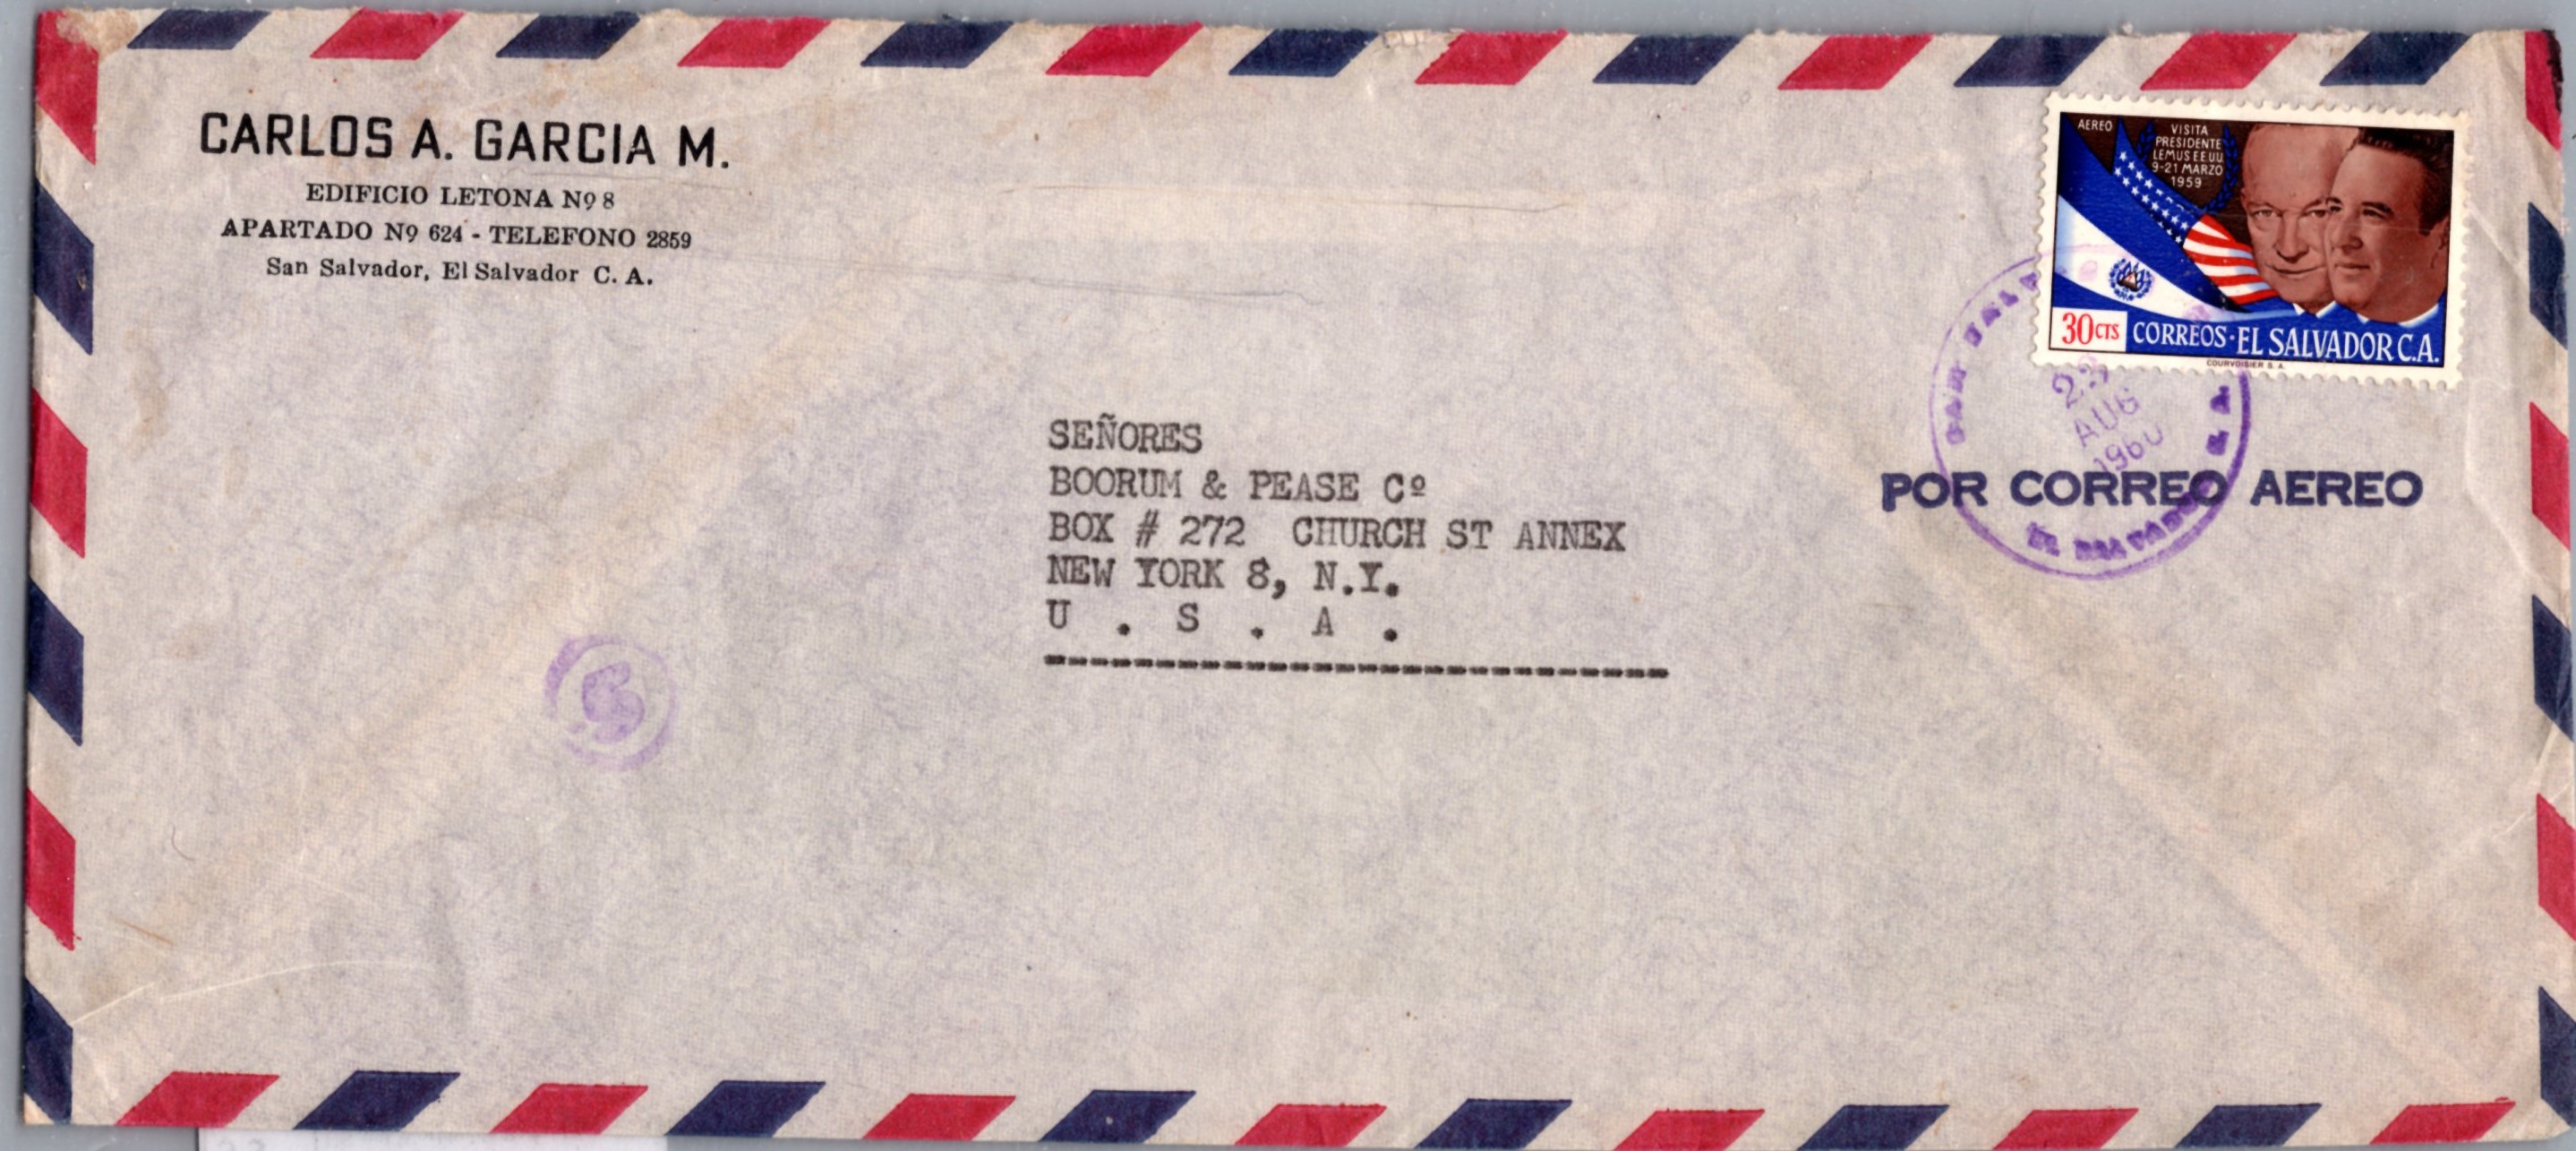 CARLOS A. GARCIA M.
EDIFICIO LETONA Nº 8
APARTADO Nº 624 - TELEFONO 2859
San Salvador, El Salvador C. A.
AEREO
VISITA
PRESIDENTE
LEMUS EE.UU.
9-21 MARZO
1959
30CTS
CORREOS·EL SALVADOR C.A.
COURVOISIER S. A.
AUG
1960
POR CORREO AEREO
SEÑORES
BOORUM & PEASE Cº
BOX # 272 CHURCH ST ANNEX
NEW YORK 8, N.Y.
U . S . A .